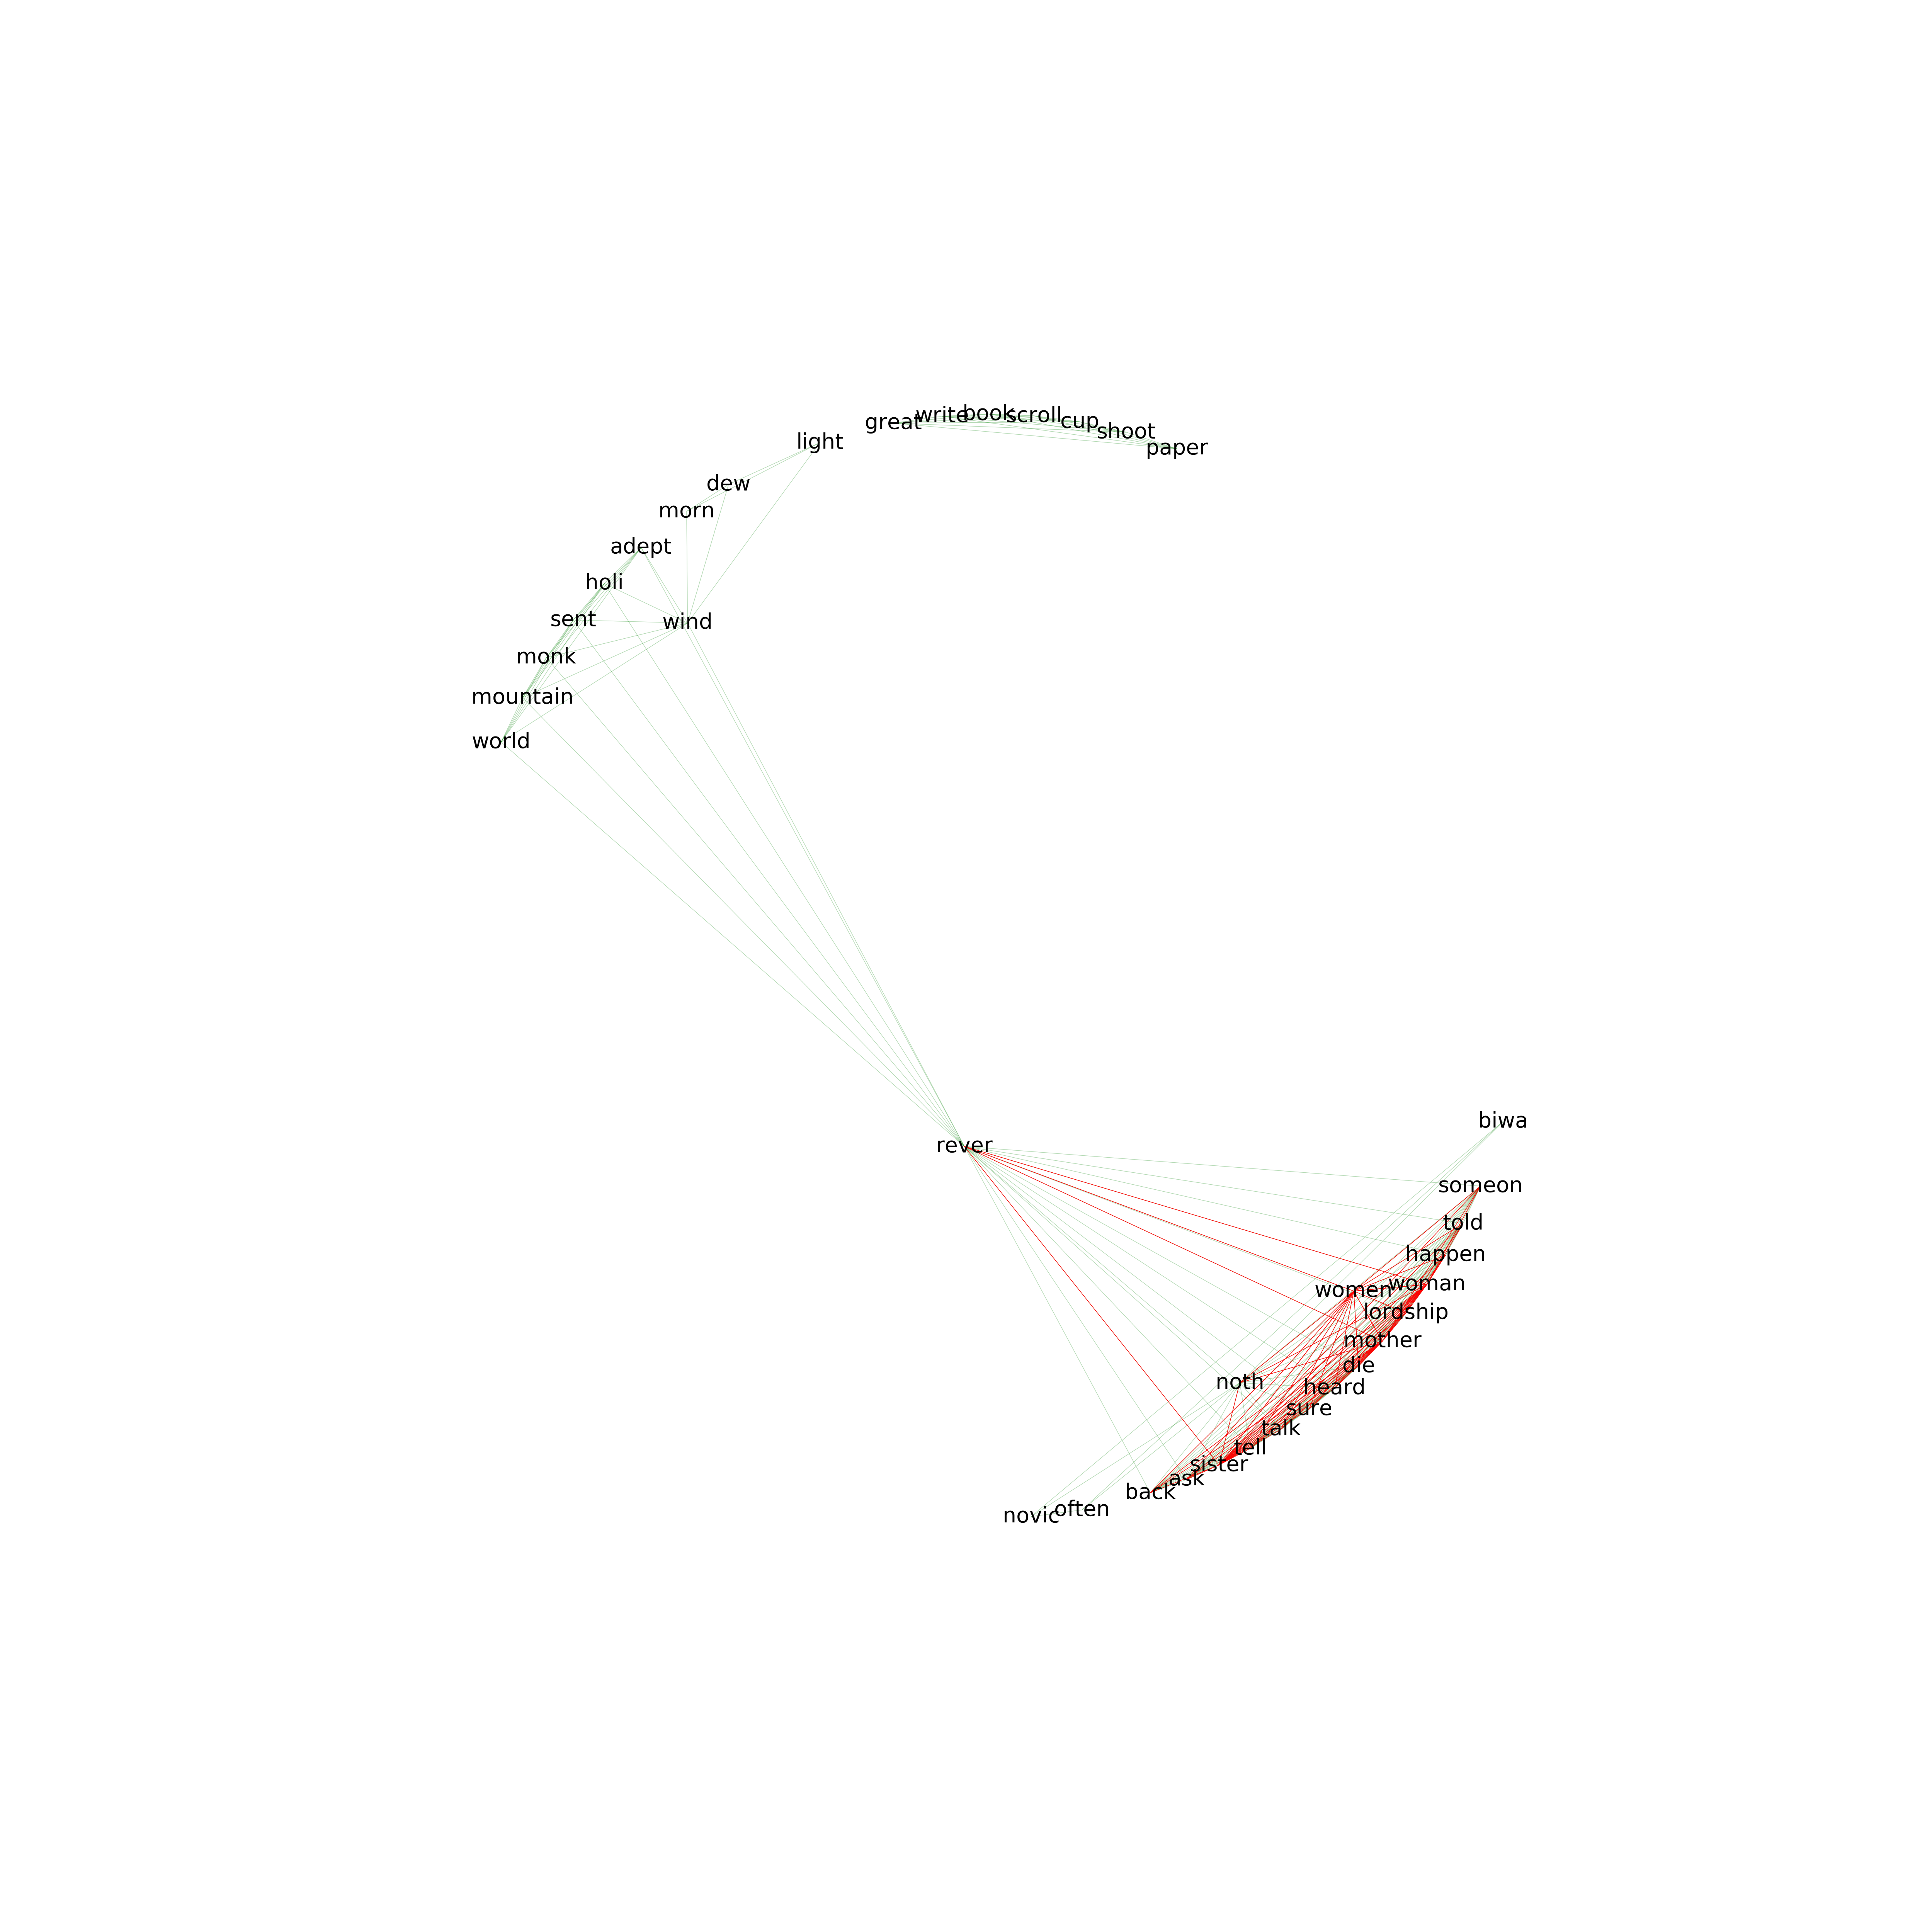 book
write
scroll
cup
great
shoot
light
paper
dew
morn
adept
holi
sent
wind
monk
mountain
world
biwa
rever
someon
told
happen
woman
women
lordship
mother
die
noth
heard
sure
talk
tell
sister
ask
back
often
novic